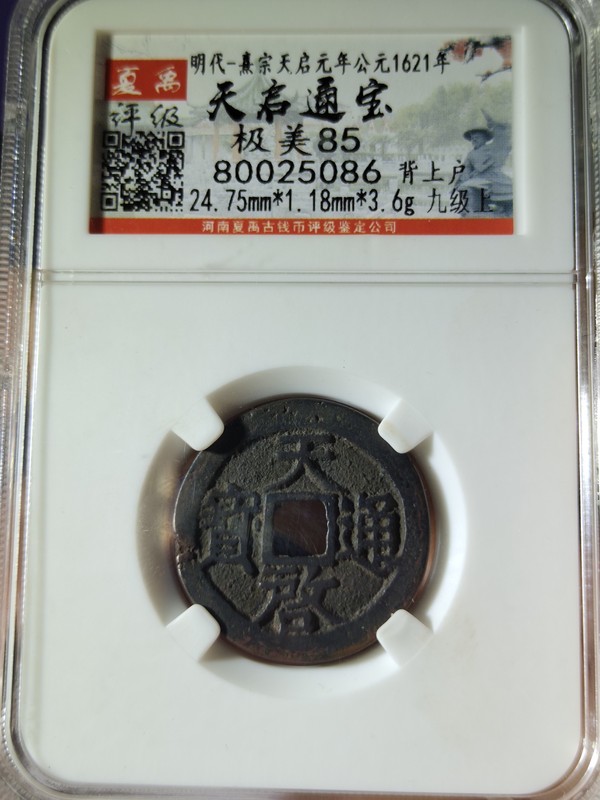 夏禹
评级
明代-熹宗天启元年公元1621年
天启通宝
极美85
80025086 背上户
24.75mm*1.18mm*3.6g 九级上
河南夏禹古钱币评级鉴定公司
天啓通寳